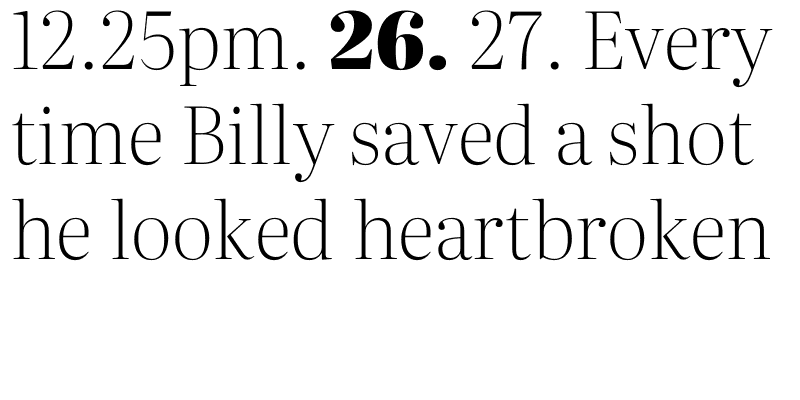 12.25pm. 26. 27. Every
time Billy saved a shot
he looked heartbroken